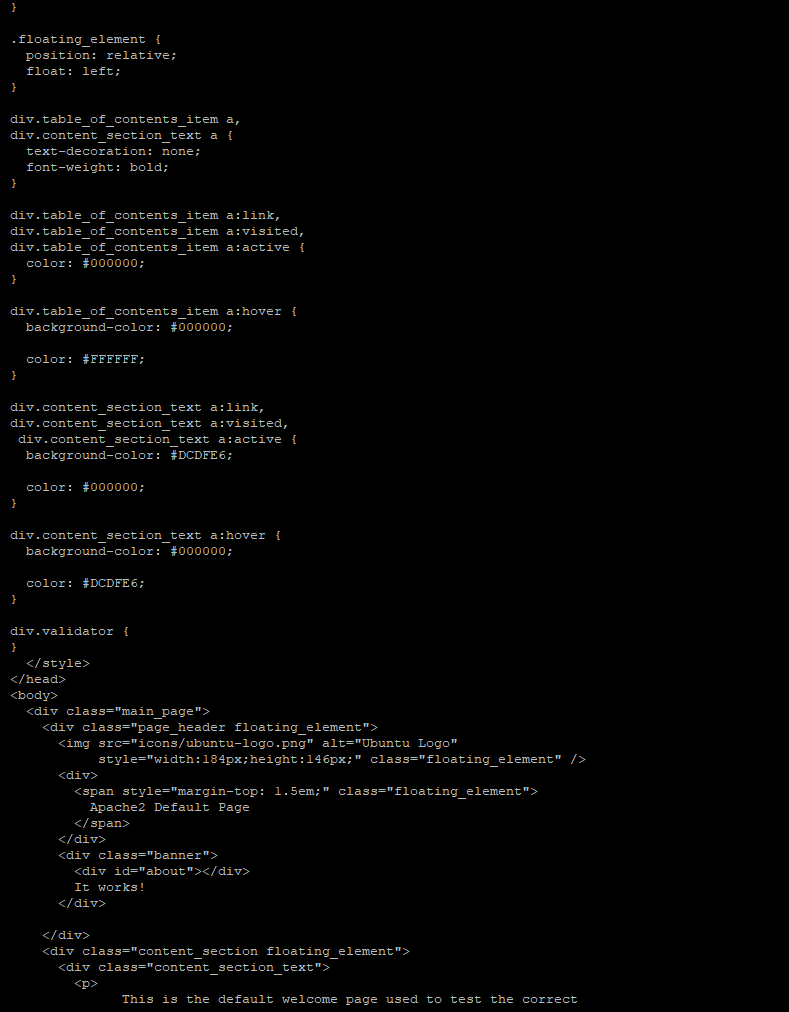 }
.floating_element {
position: relative;
float: left;
}
div.table_of_contents_item a,
div.content_section_text a {
text-decoration: none;
font-weight: bold;
}
div.table_of_contents_item a:link,
div.table_of_contents_item a:visited,
div.table_of_contents_item a:active {
color: #000000;
}
div.table_of_contents_item a:hover {
background-color: #000000;
color: #FFFFFF;
}
div.content_section_text a:link,
div.content_section_text a:visited,
div.content_section_text a:active {
background-color: #DCDFE6;
color: #000000;
}
div.content_section_text a:hover {
background-color: #000000;
color: #DCDFE6;
}
div.validator {
}
</style>
</head>
<body>
<div class="main_page">
<div class="page_header floating_element">
<img src="icons/ubuntu-logo.png" alt="Ubuntu Logo"
style="width:184px;height:146px;" class="floating_element" />
<div>
<span style="margin-top: 1.5em;" class="floating_element">
Apache2 Default Page
</span>
</div>
<div class="banner">
<div id="about"></div>
It works!
</div>
</div>
<div class="content_section floating_element">
<div class="content_section_text">
<p>
This is the default welcome page used to test the correct